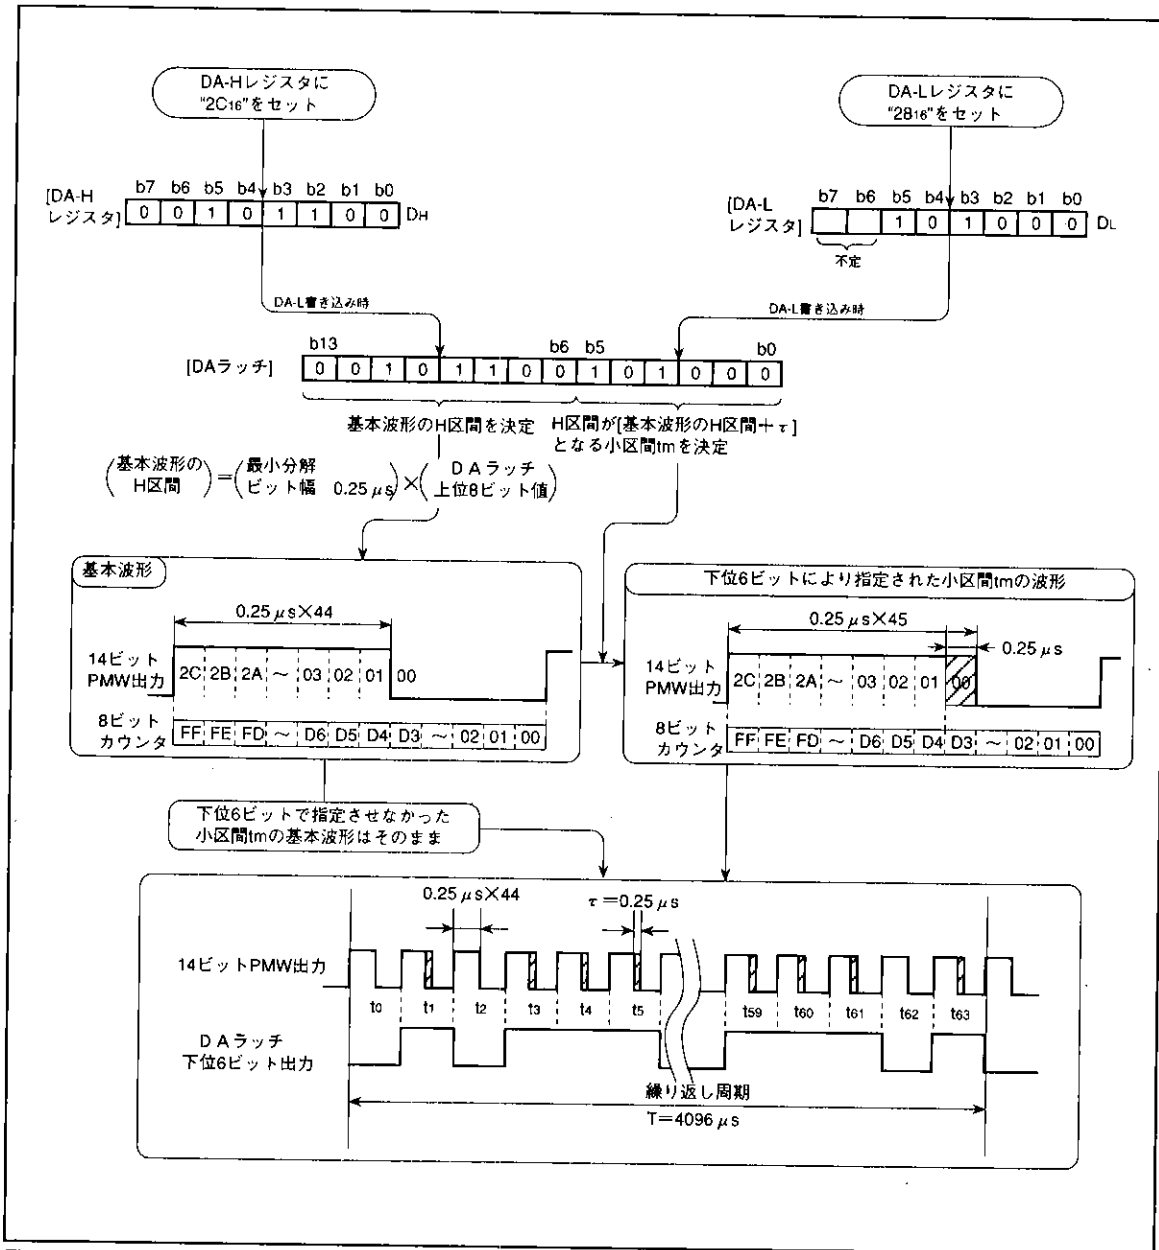 DA-Hレジスタに
"2C16"をセット
DA-Lレジスタに
"2816"をセット
[DA-H
レジスタ]
b7 b6 b5 b4 b3 b2 b1 b0
0 0 1 0 1 1 0 0 DH
[DA-L
レジスタ]
b7 b6 b5 b4 b3 b2 b1 b0
1 0 1 0 0 0 DL
不定
DA-L書き込み時
DA-L書き込み時
b13 b6 b5 b0
[DAラッチ] 0 0 1 0 1 1 0 0 1 0 1 0 0 0
基本波形のH区間を決定
H区間が[基本波形のH区間+τ]
となる小区間tmを決定
(基本波形の H区間)=(最小分解 ビット幅 0.25μs)×(DAラッチ 上位8ビット値)
基本波形
0.25μs×44
14ビット
PMW出力
2C 2B 2A ~ 03 02 01 00
8ビット
カウンタ
FF FE FD ~ D6 D5 D4 D3 ~ 02 01 00
下位6ビットにより指定された小区間tmの波形
0.25μs×45
0.25μs
14ビット
PMW出力
2C 2B 2A ~ 03 02 01 00
8ビット
カウンタ
FF FE FD ~ D6 D5 D4 D3 ~ 02 01 00
下位6ビットで指定させなかった
小区間tmの基本波形はそのまま
0.25μs×44
τ=0.25μs
14ビットPMW出力
t0 t1 t2 t3 t4 t5 t59 t60 t61 t62 t63
DAラッチ
下位6ビット出力
繰り返し周期
T=4096μs